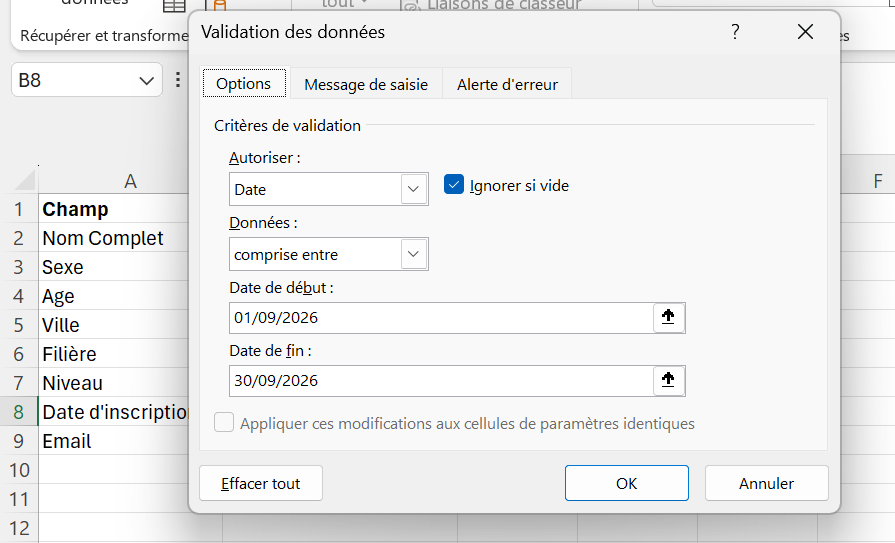 données
tout
Liaisons de classeur
Récupérer et transforme
es
Validation des données
?
B8
Options
Message de saisie
Alerte d'erreur
Critères de validation
Autoriser :
Date
Ignorer si vide
Données :
comprise entre
Date de début :
01/09/2026
Date de fin :
30/09/2026
Appliquer ces modifications aux cellules de paramètres identiques
Effacer tout
OK
Annuler
A
F
1 Champ
2 Nom Complet
3 Sexe
4 Age
5 Ville
6 Filière
7 Niveau
8 Date d'inscription
9 Email
10
11
12